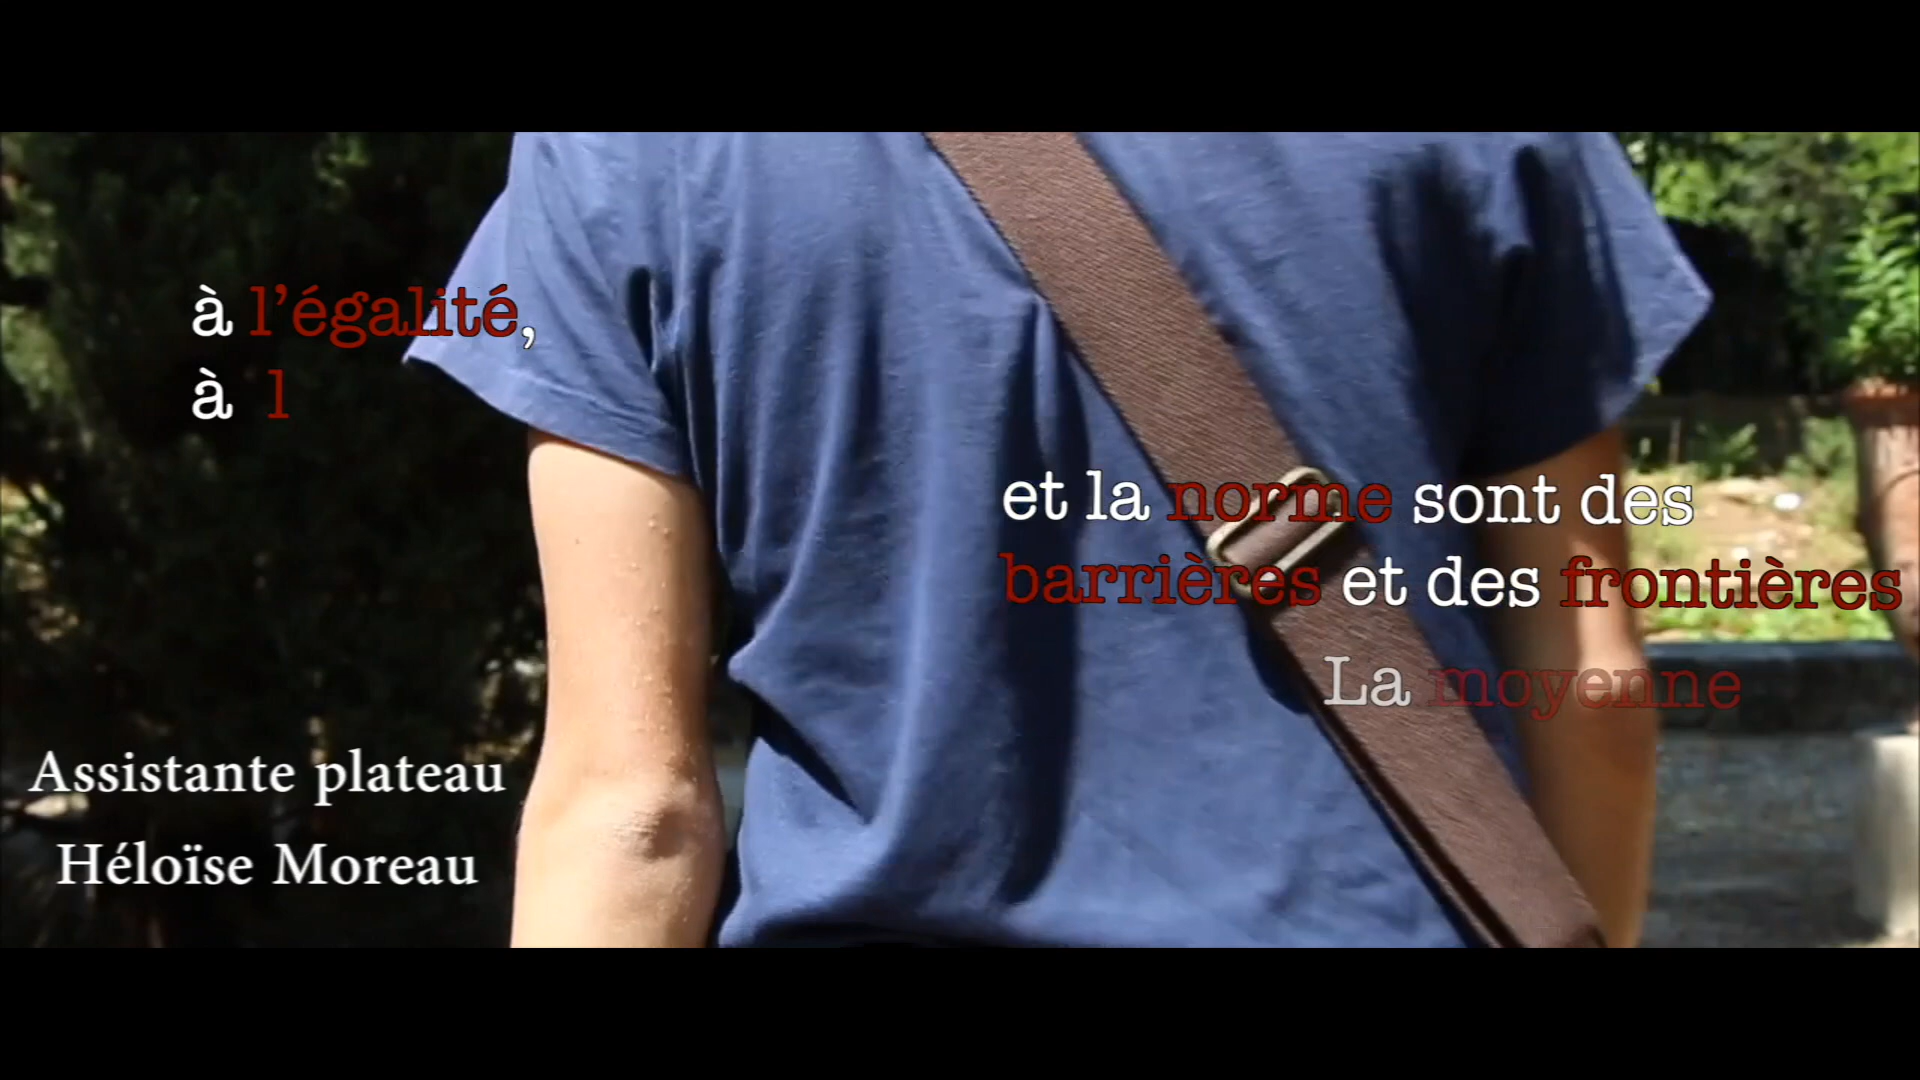 à l'égalité,
à l
et la norme sont des
barrières et des frontières
La moyenne
Assistante plateau
Héloïse Moreau